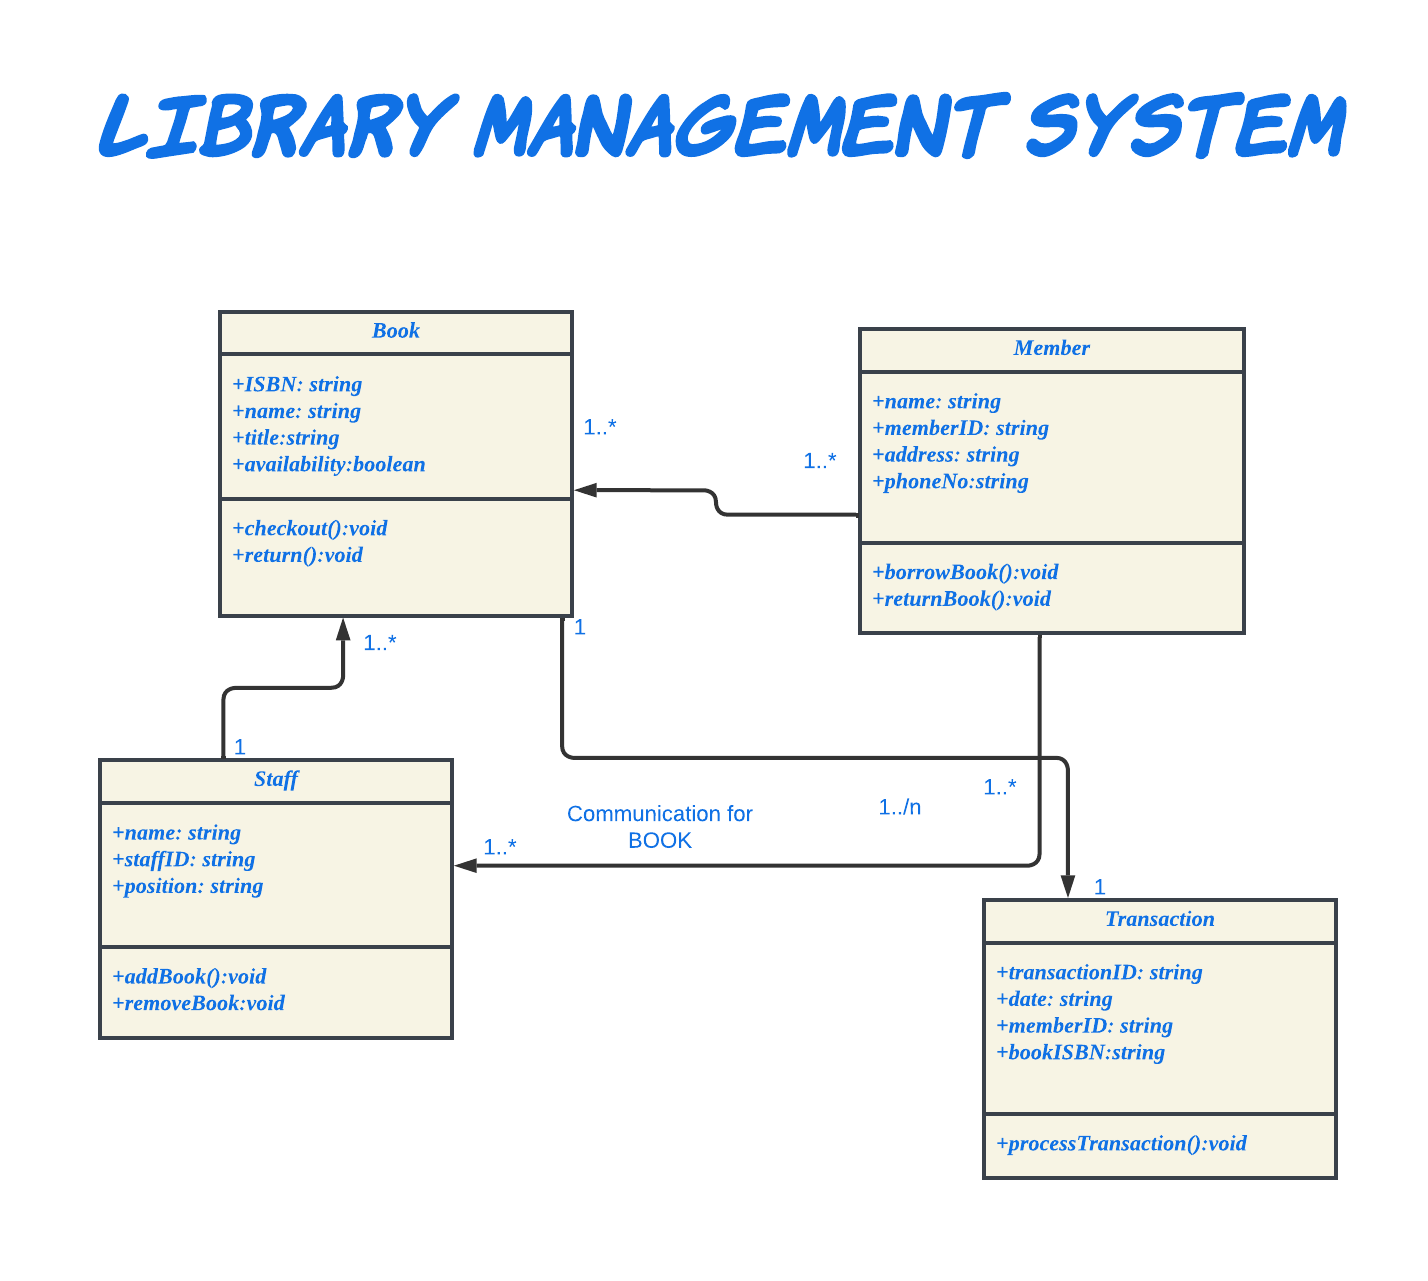 LIBRARY MANAGEMENT SYSTEM
Book
+ISBN: string
+name: string
+title:string
+availability:boolean
+checkout():void
+return():void
1..*
1..*
Member
+name: string
+memberID: string
+address: string
+phoneNo:string
+borrowBook():void
+returnBook():void
1..*
1
1
Staff
+name: string
+staffID: string
+position: string
+addBook():void
+removeBook:void
1..*
Communication for
BOOK
1../n
1..*
1
Transaction
+transactionID: string
+date: string
+memberID: string
+bookISBN:string
+processTransaction():void